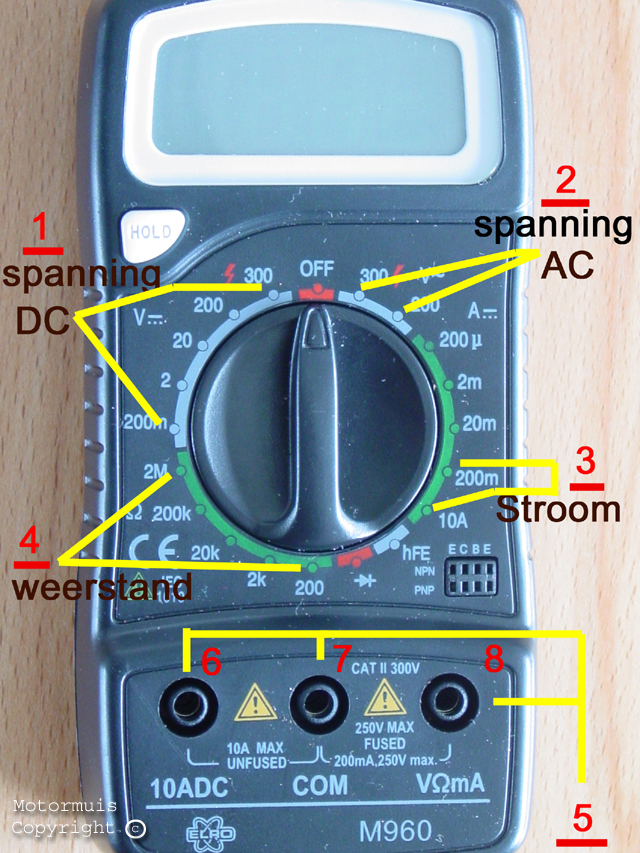 HOLD
1
spanning
DC
2
spanning
AC
OFF
300
300
200
200
V
A
20
200µ
2
2m
200m
20m
2M
200m
3
Stroom
Ω
200k
10A
20k
2k
200
hFE
E C B E
NPN
PNP
CE
4
weerstand
6
7
8
CAT II 300V
10A MAX
UNFUSED
250V MAX
FUSED
200mA,250V max.
10ADC
COM
VΩmA
5
Motormuis
Copyright ©
ELRO
M960